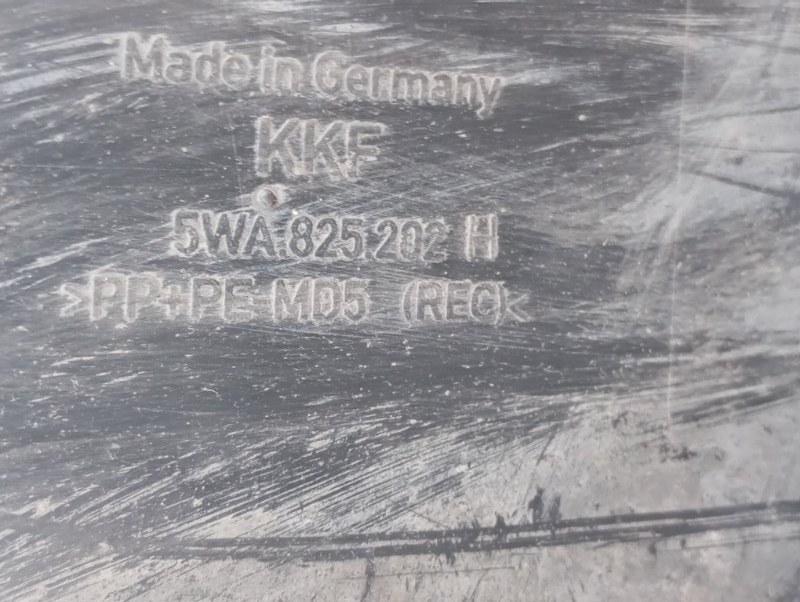 Made in Germany
KKF
5WA.825.202 H
>PP+PE-MD5 (REC)<